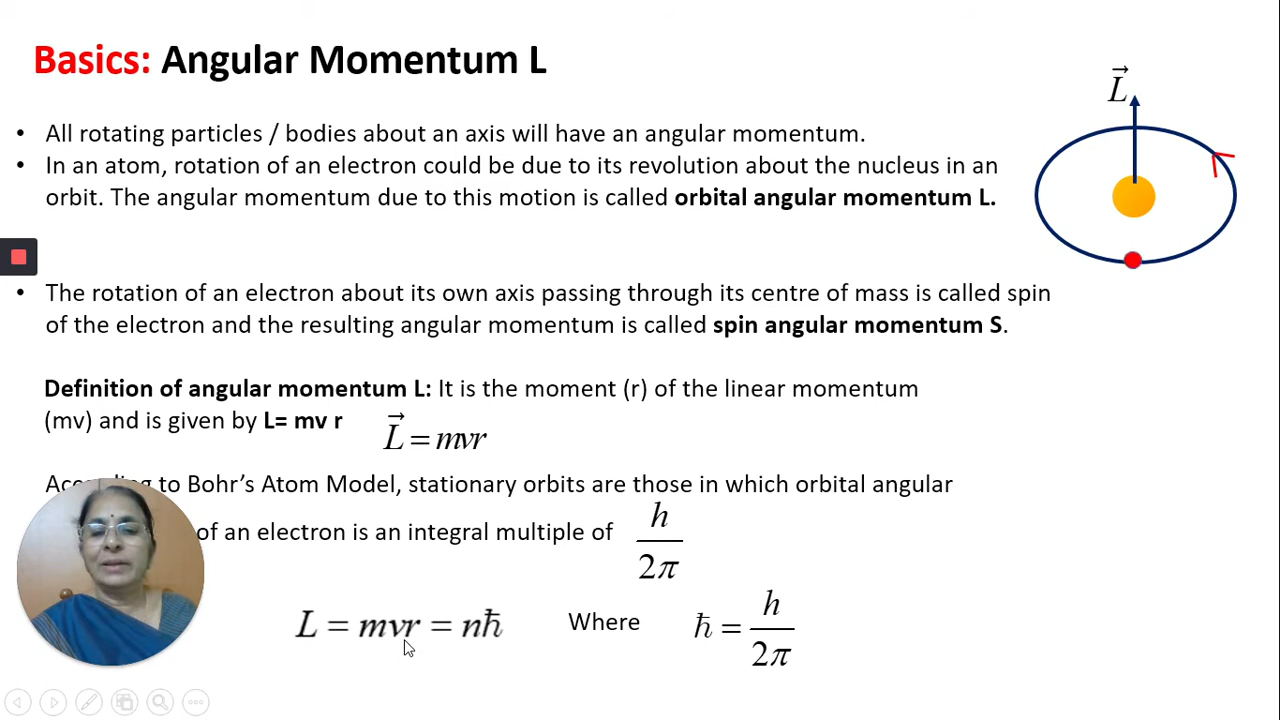 Basics: Angular Momentum L
L⃗
• All rotating particles / bodies about an axis will have an angular momentum.
• In an atom, rotation of an electron could be due to its revolution about the nucleus in an
orbit. The angular momentum due to this motion is called orbital angular momentum L.
• The rotation of an electron about its own axis passing through its centre of mass is called spin
of the electron and the resulting angular momentum is called spin angular momentum S.
Definition of angular momentum L: It is the moment (r) of the linear momentum
(mv) and is given by L= mv r L⃗ = mvr
to Bohr’s Atom Model, stationary orbits are those in which orbital angular
of an electron is an integral multiple of h/2π
L = mvr = nħ Where ħ = h/2π